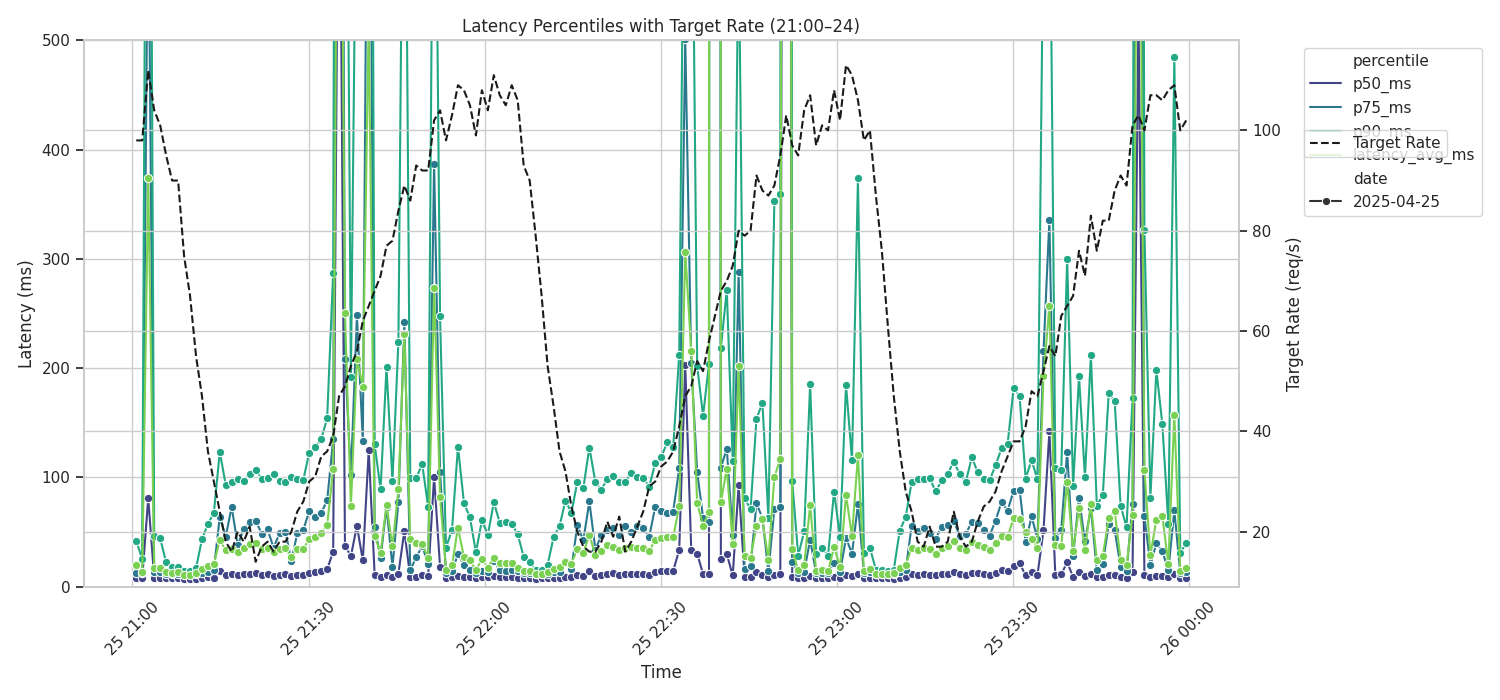 Latency Percentiles with Target Rate (21:00–24)
500
400
300
200
100
0
Latency (ms)
100
80
60
40
20
Target Rate (req/s)
25 21:00
25 21:30
25 22:00
25 22:30
25 23:00
25 23:30
26 00:00
Time
percentile
p50_ms
p75_ms
p90_ms
Target Rate
latency_avg_ms
date
2025-04-25